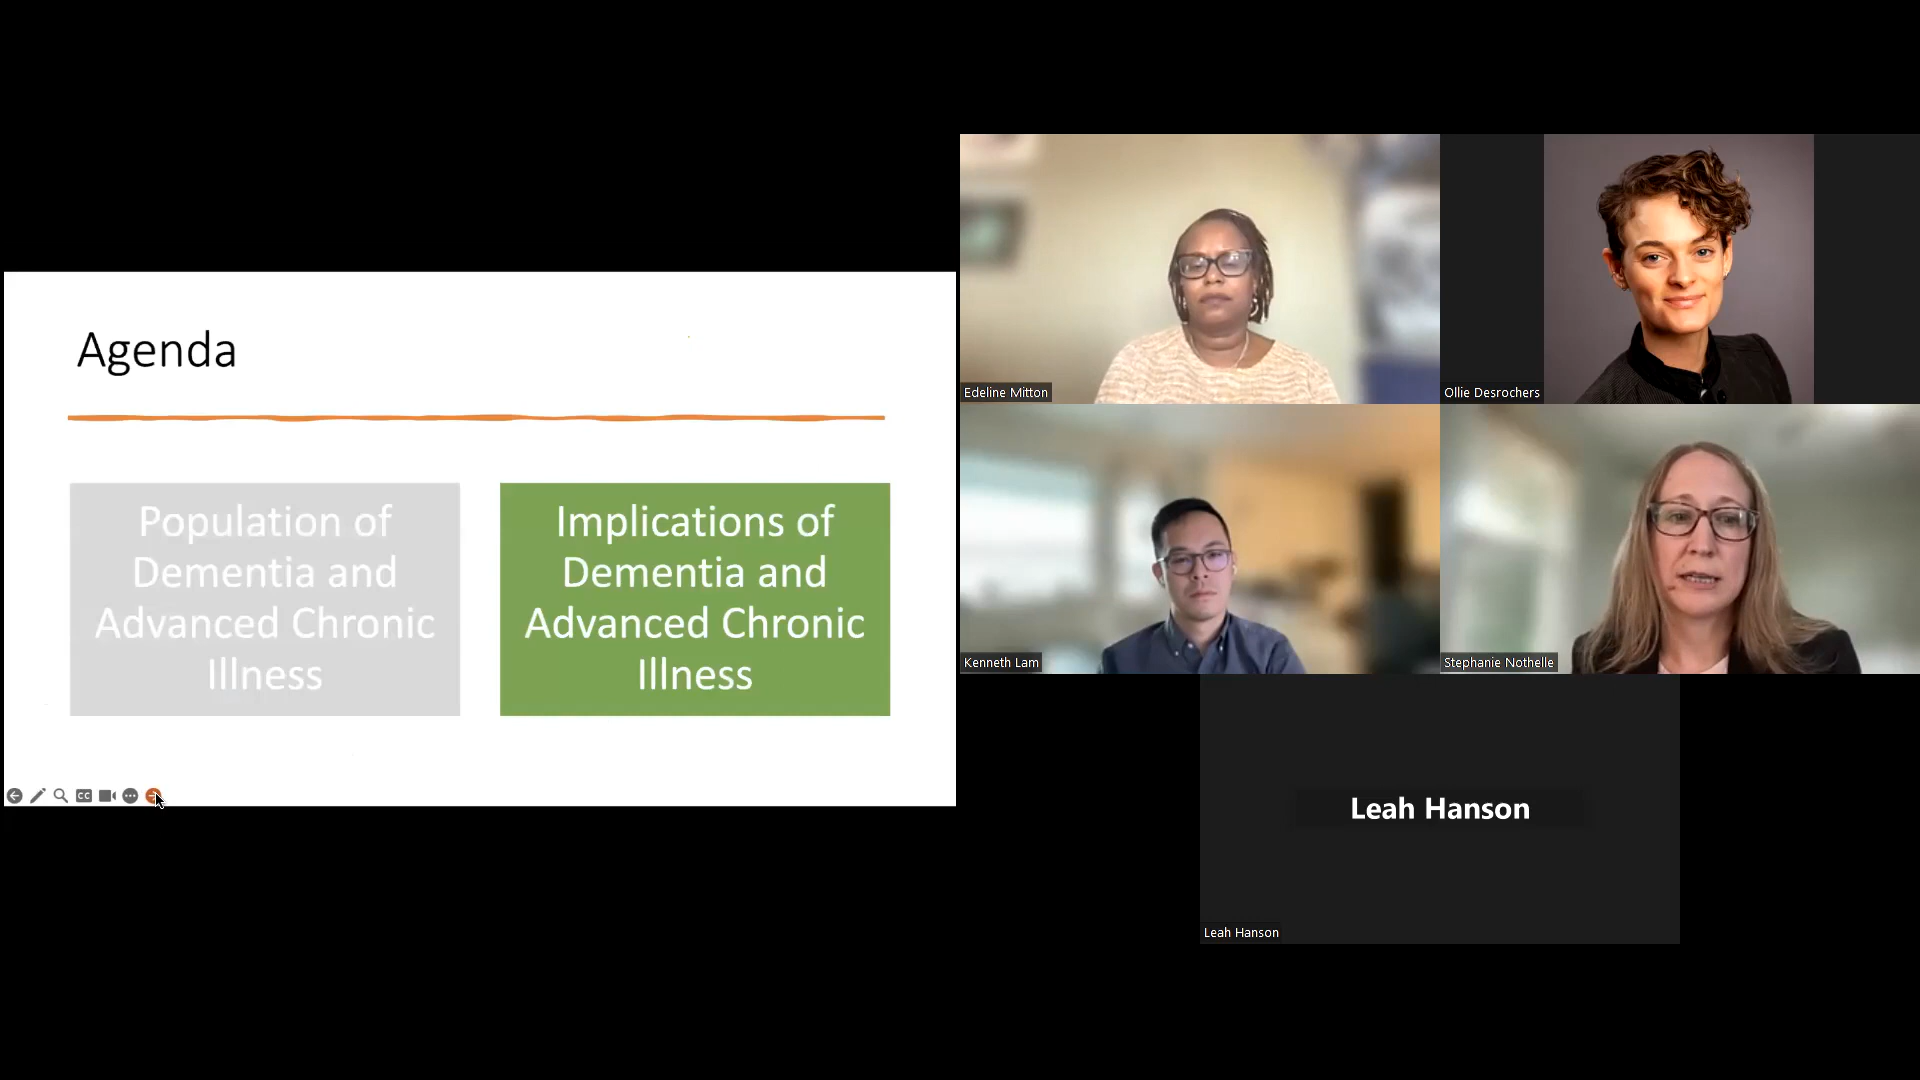 Agenda
Population of
Dementia and
Advanced Chronic
Illness
Implications of
Dementia and
Advanced Chronic
Illness
CC
Edeline Mitton
Ollie Desrochers
Kenneth Lam
Stephanie Nothelle
Leah Hanson
Leah Hanson